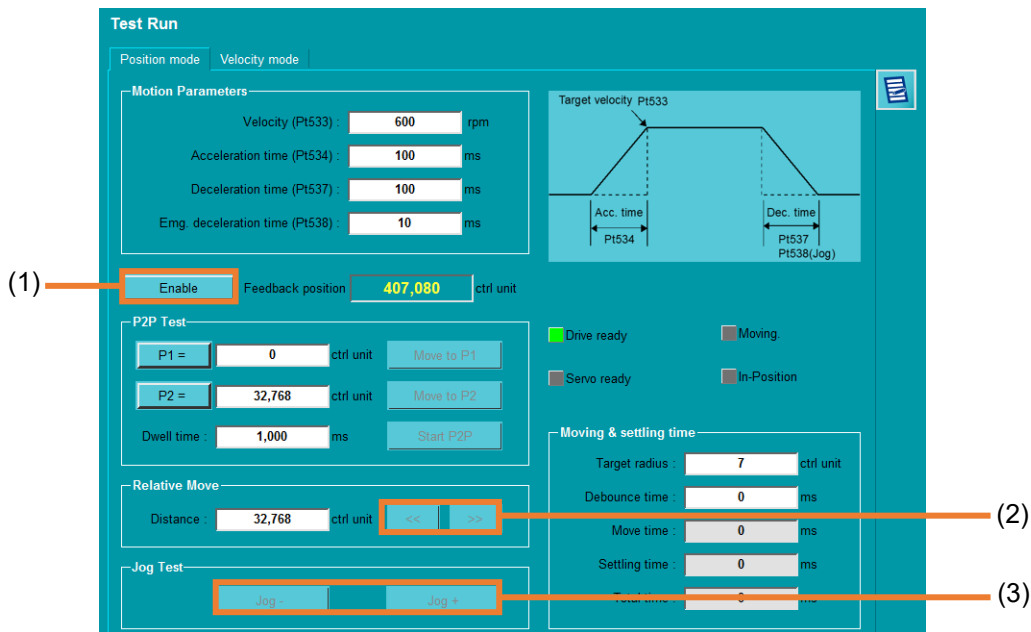 Test Run
Position mode Velocity mode
Motion Parameters
Velocity (Pt533) : 600 rpm
Acceleration time (Pt534) : 100 ms
Deceleration time (Pt537) : 100 ms
Emg. deceleration time (Pt538) : 10 ms
Target velocity Pt533
Acc. time
Pt534
Dec. time
Pt537
Pt538(Jog)
(1)
Enable Feedback position 407,080 ctrl unit
P2P Test
P1 = 0 ctrl unit Move to P1
P2 = 32,768 ctrl unit Move to P2
Dwell time : 1,000 ms Start P2P
Drive ready Moving.
Servo ready In-Position
Relative Move
Distance : 32,768 ctrl unit << >>
(2)
Jog Test
Jog - Jog +
(3)
Moving & settling time
Target radius : 7 ctrl unit
Debounce time : 0 ms
Move time : 0 ms
Settling time : 0 ms
Total time : 0 ms